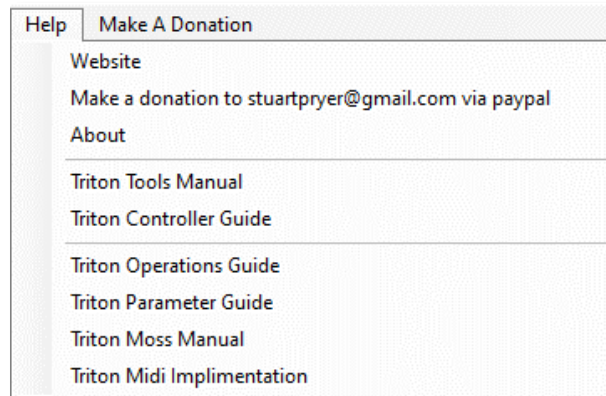 Help Make A Donation
Website
Make a donation to stuartpryer@gmail.com via paypal
About
Triton Tools Manual
Triton Controller Guide
Triton Operations Guide
Triton Parameter Guide
Triton Moss Manual
Triton Midi Implimentation